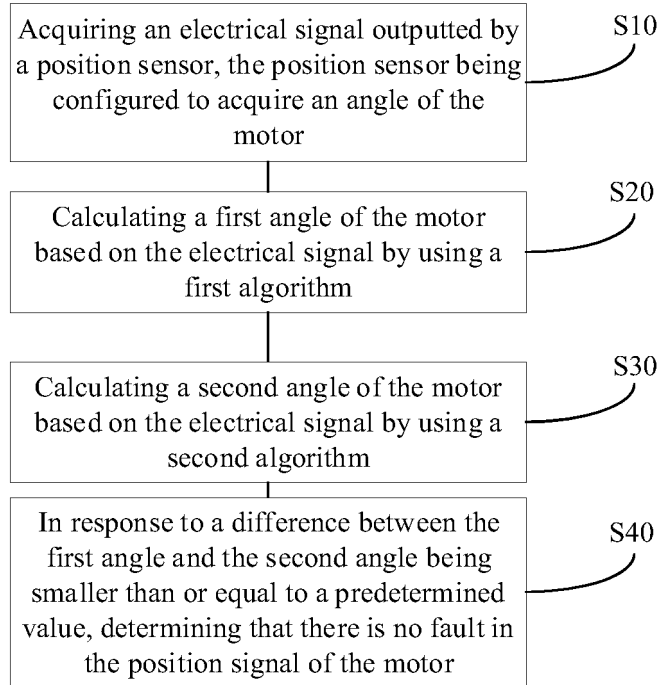 Acquiring an electrical signal outputted by
a position sensor, the position sensor being
configured to acquire an angle of the
motor
S10
Calculating a first angle of the motor
based on the electrical signal by using a
first algorithm
S20
Calculating a second angle of the motor
based on the electrical signal by using a
second algorithm
S30
In response to a difference between the
first angle and the second angle being
smaller than or equal to a predetermined
value, determining that there is no fault in
the position signal of the motor
S40